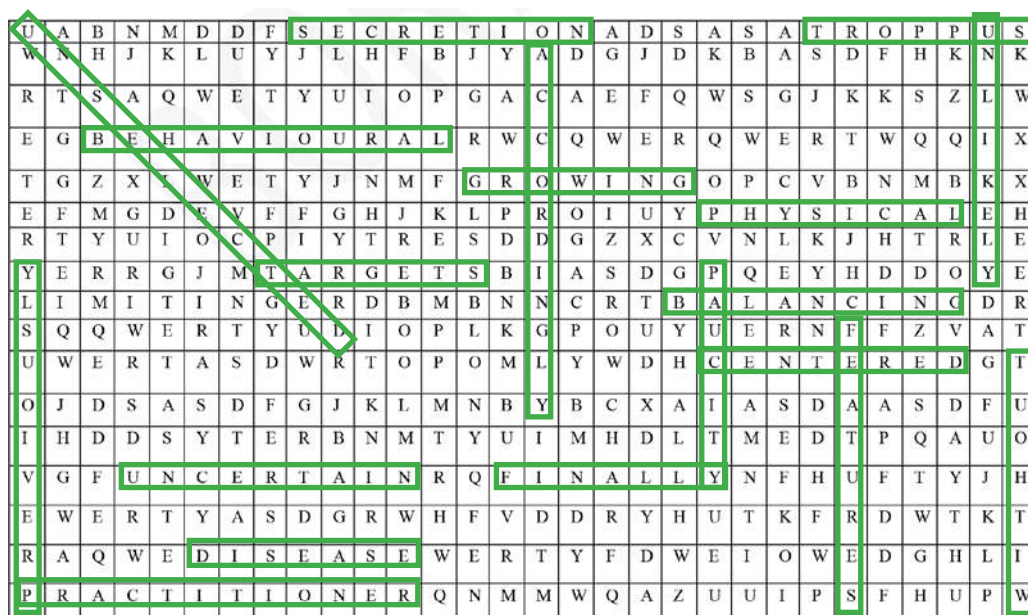 U A B N M D D F S E C R E T I O N A D S A S A T R O P P U S
W N H J K L U Y J L H F B J Y A D G J D K B A S D F H K N K
R T S A Q W E T Y U I O P G A C A E F Q W S G J K K S Z L W
E G B E H A V I O U R A L R W C Q W E R Q W E R T W Q Q I X
T G Z X I W E T Y J N M F G R O W I N G O P C V B N M B K X
E F M G D E V F F G H J K L P R O I U Y P H Y S I C A L E H
R T Y U I O C P I Y T R E S D D G Z X C V N L K J H T R L E
Y E R R G J M T A R G E T S B I A S D G P Q E Y H D D O Y E
L I M I T I N G E R D B M B N N C R T B A L A N C I N G D R
S Q Q W E R T Y U D I O P L K G P O U Y U E R N F F Z V A T
U W E R T A S D W R T O P O M L Y W D H C E N T E R E D G T
O J D S A S D F G J K L M N B Y B C X A I A S D A A S D F U
I H D D S Y T E R B N M T Y U I M H D L T M E D T P Q A U O
V G F U N C E R T A I N R Q F I N A L L Y N F H U F T Y J H
E W E R T Y A S D G R W H F V D D R Y H U T K F R D W T K T
R A Q W E D I S E A S E W E R T Y F D W E I O W E D G H L I
P R A C T I T I O N E R Q N M M W Q A Z U U I P S F H U P W